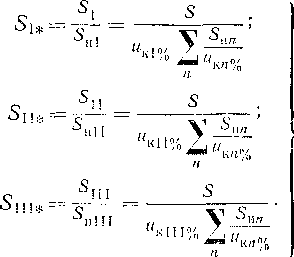 S_{I*} = \frac{S_I}{S_{нI}} = \frac{S}{u_{кI\%} \sum_n \frac{S_{нn}}{u_{кn\%}}};
S_{II*} = \frac{S_{II}}{S_{нII}} = \frac{S}{u_{кII\%} \sum_n \frac{S_{нn}}{u_{кn\%}}};
S_{III*} = \frac{S_{III}}{S_{нIII}} = \frac{S}{u_{кIII\%} \sum_n \frac{S_{нn}}{u_{кn\%}}}.